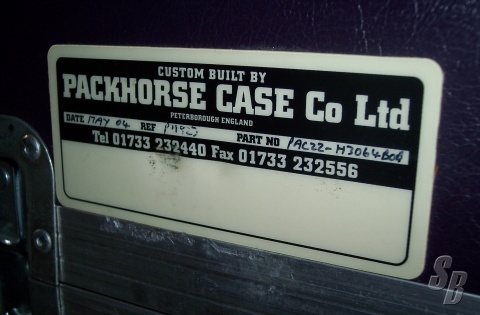 CUSTOM BUILT BY
PACKHORSE CASE Co Ltd
PETERBOROUGH ENGLAND
DATE MAY 04 REF PART NO
Tel 01733 232440 Fax 01733 232556
SB